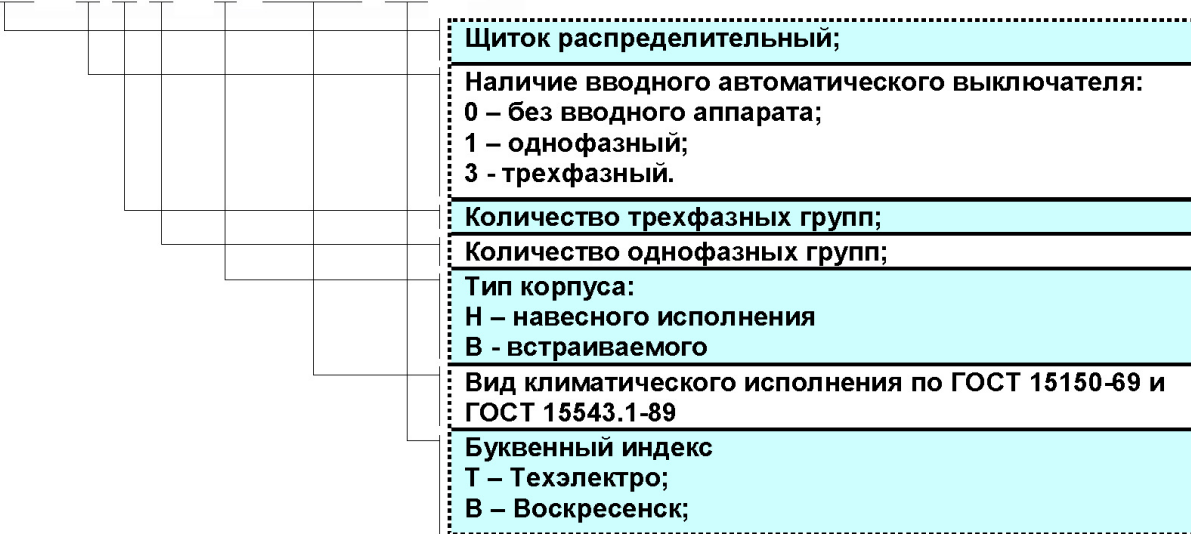 Щиток распределительный;
Наличие вводного автоматического выключателя:
0 – без вводного аппарата;
1 – однофазный;
3 - трехфазный.
Количество трехфазных групп;
Количество однофазных групп;
Тип корпуса:
Н – навесного исполнения
В - встраиваемого
Вид климатического исполнения по ГОСТ 15150-69 и
ГОСТ 15543.1-89
Буквенный индекс
Т – Техэлектро;
В – Воскресенск;